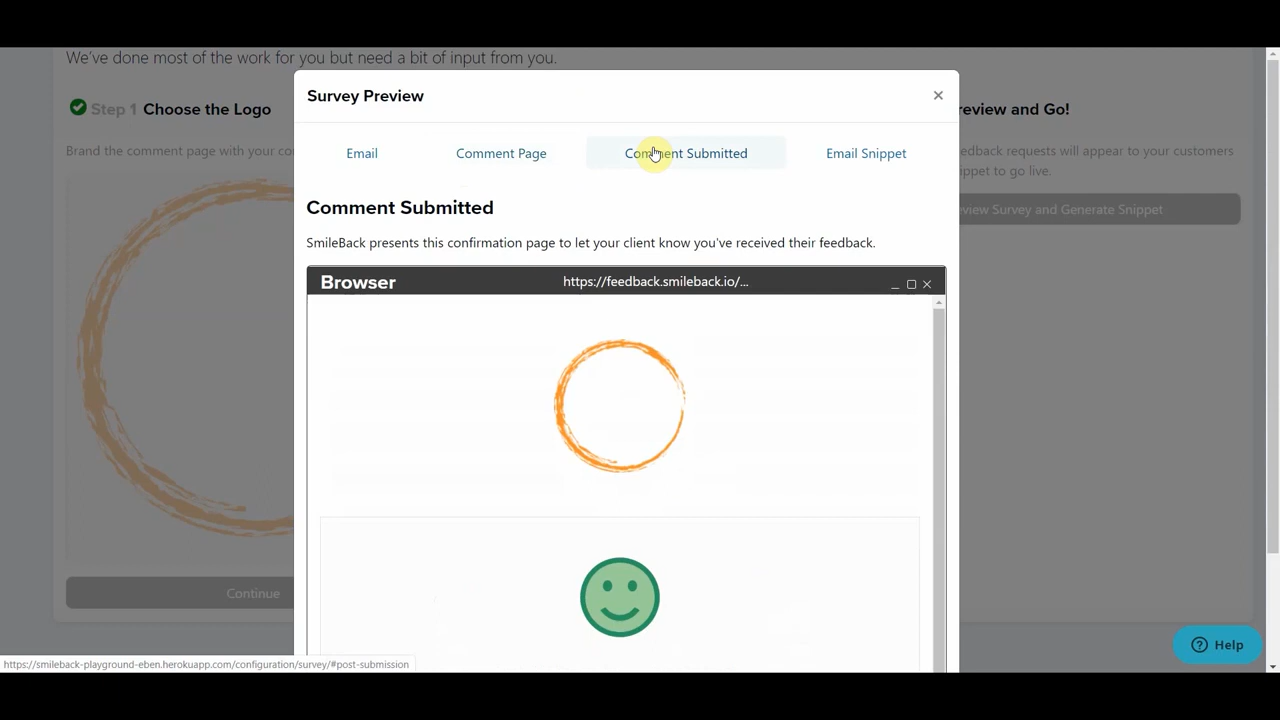 We've done most of the work for you but need a bit of input from you.
Survey Preview
Step 1 Choose the Logo
review and Go!
Email
Comment Page
Comment Submitted
Email Snippet
Brand the comment page with your
edback requests will appear to your customers
ippet to go live.
Comment Submitted
view Survey and Generate Snippet
SmileBack presents this confirmation page to let your client know you've received their feedback.
Browser
https://feedback.smileback.io/...
Continue
Help
https://smileback-playground-eben.herokuapp.com/configuration/survey/#post-submission